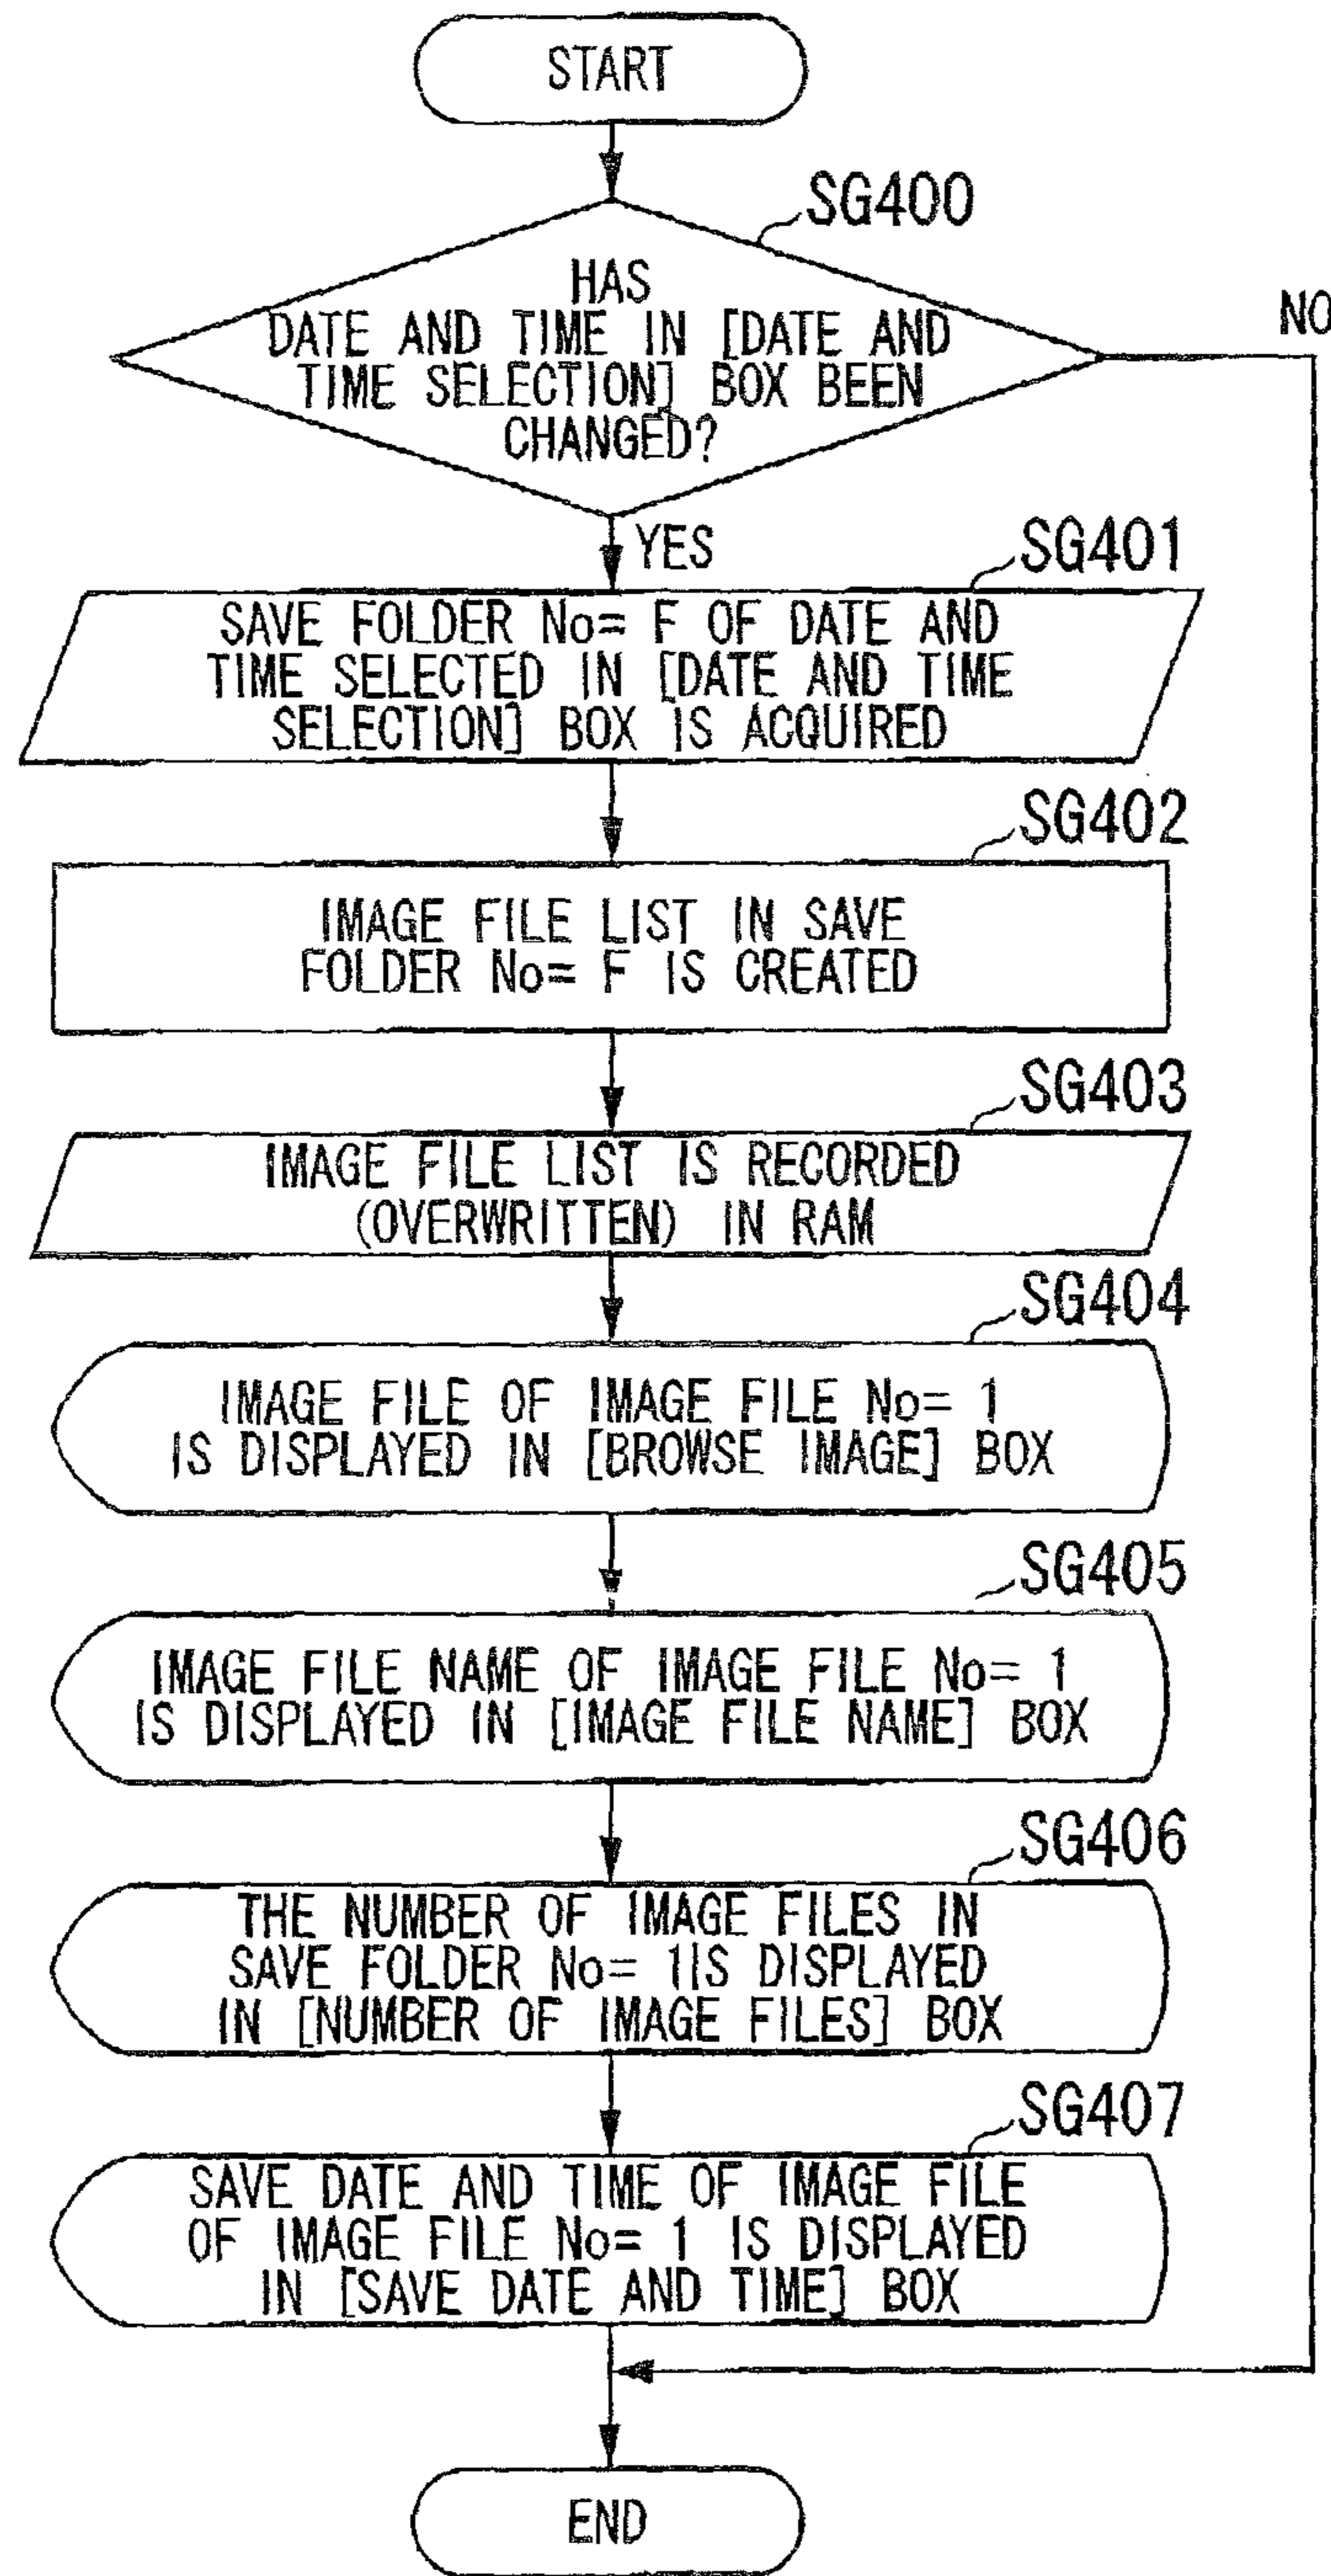 START
SG400
HAS
DATE AND TIME IN [DATE AND
TIME SELECTION] BOX BEEN
CHANGED?
NO
YES
SG401
SAVE FOLDER No= F OF DATE AND
TIME SELECTED IN [DATE AND TIME
SELECTION] BOX IS ACQUIRED
SG402
IMAGE FILE LIST IN SAVE
FOLDER No= F IS CREATED
SG403
IMAGE FILE LIST IS RECORDED
(OVERWRITTEN) IN RAM
SG404
IMAGE FILE OF IMAGE FILE No= 1
IS DISPLAYED IN [BROWSE IMAGE] BOX
SG405
IMAGE FILE NAME OF IMAGE FILE No= 1
IS DISPLAYED IN [IMAGE FILE NAME] BOX
SG406
THE NUMBER OF IMAGE FILES IN
SAVE FOLDER No= 1IS DISPLAYED
IN [NUMBER OF IMAGE FILES] BOX
SG407
SAVE DATE AND TIME OF IMAGE FILE
OF IMAGE FILE No= 1 IS DISPLAYED
IN [SAVE DATE AND TIME] BOX
END